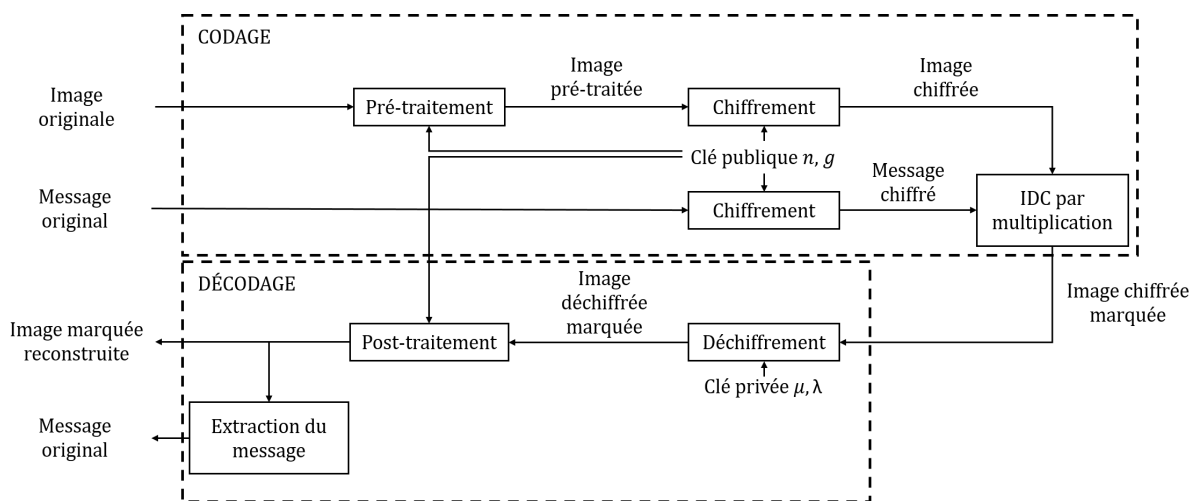 CODAGE
Image
originale
Pré-traitement
Image
pré-traitée
Chiffrement
Image
chiffrée
Clé publique n, g
Message
original
Chiffrement
Message
chiffré
IDC par
multiplication
DÉCODAGE
Image chiffrée
marquée
Image
déchiffrée
marquée
Déchiffrement
Clé privée μ, λ
Post-traitement
Image marquée
reconstruite
Extraction du
message
Message
original